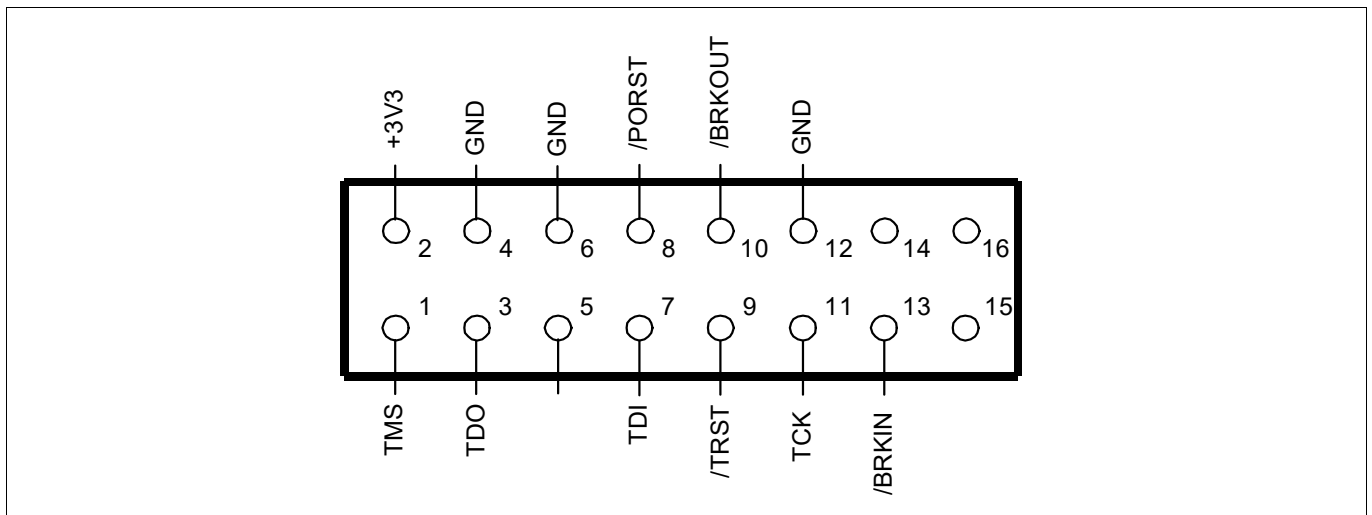 +3V3 GND GND /PORST /BRKOUT GND
2 4 6 8 10 12 14 16
1 3 5 7 9 11 13 15
TMS TDO TDI /TRST TCK /BRKIN